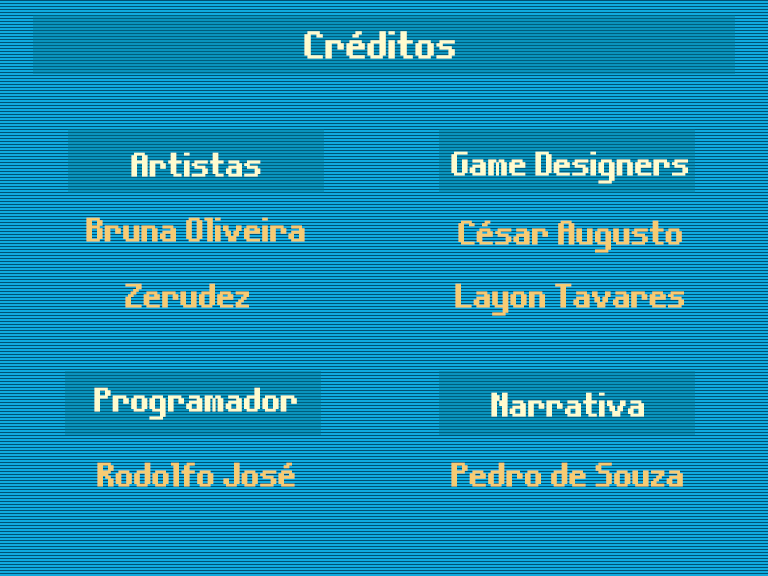 Créditos
Artistas
Bruna Oliveira
Zerudez
Game Designers
César Augusto
Layon Tavares
Programador
Rodolfo José
Narrativa
Pedro de Souza